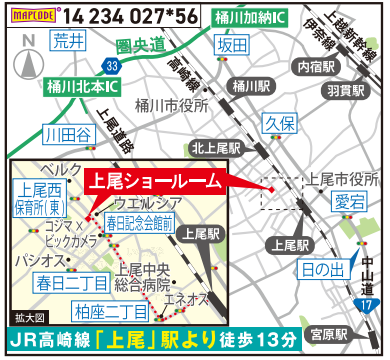 MAPCODE 14 234 027*56
桶川加納IC
荒井
圏央道
坂田
上越新幹線
伊奈線
N
33
高崎線
内宿駅
桶川北本IC
桶川駅
羽貫駅
桶川市役所
川田谷
上尾道路
久保
北上尾駅
ベルク
上尾ショールーム
上尾市役所
上尾西
保育所(東)
ウエルシア
愛宕
春日記念会館前
コジマ×
ビックカメラ
上尾駅
上尾駅
パシオス
上尾中央
総合病院
日の出
中山道
春日二丁目
17
エネオス
柏座二丁目
拡大図
宮原駅
JR高崎線「上尾」駅より徒歩13分